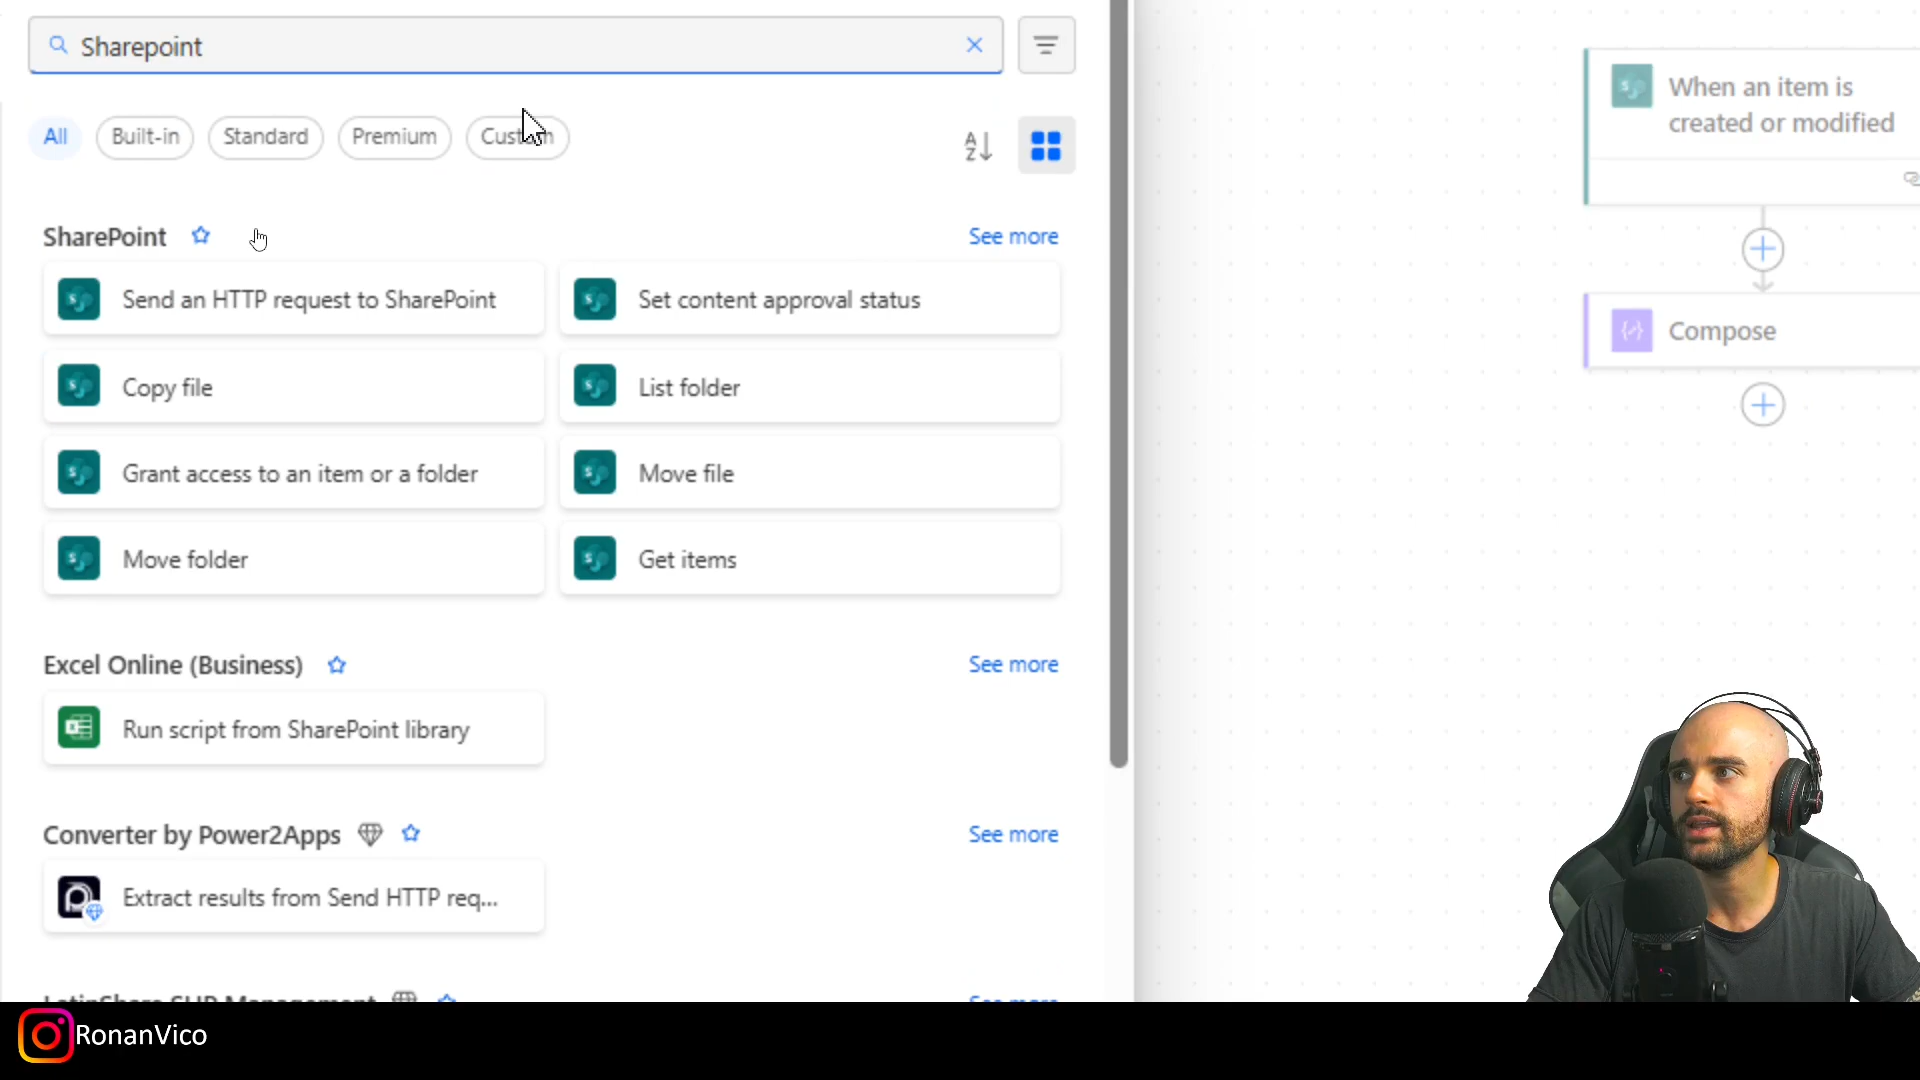 Sharepoint
All
Built-in
Standard
Premium
Custom
SharePoint
See more
Send an HTTP request to SharePoint
Set content approval status
Copy file
List folder
Grant access to an item or a folder
Move file
Move folder
Get items
Excel Online (Business)
See more
Run script from SharePoint library
Converter by Power2Apps
See more
Extract results from Send HTTP req...
See more
When an item is
created or modified
Compose
RonanVico